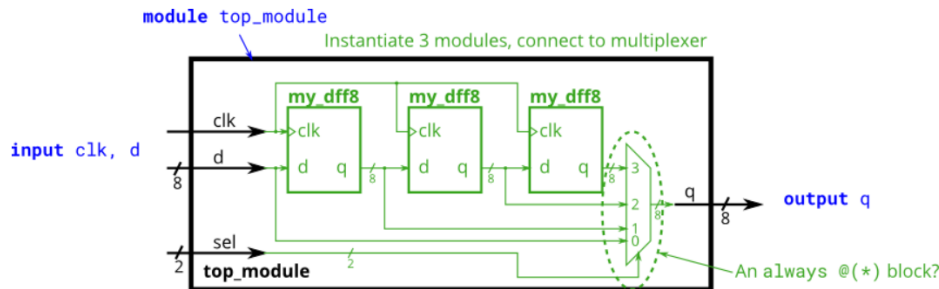 module top_module
Instantiate 3 modules, connect to multiplexer
my_dff8 my_dff8 my_dff8
clk clk clk clk
input clk, d
d d q d q d q 3
8 8 8 8
2 q output q
8 8
1
0
sel
2 2
top_module
An always @(*) block?